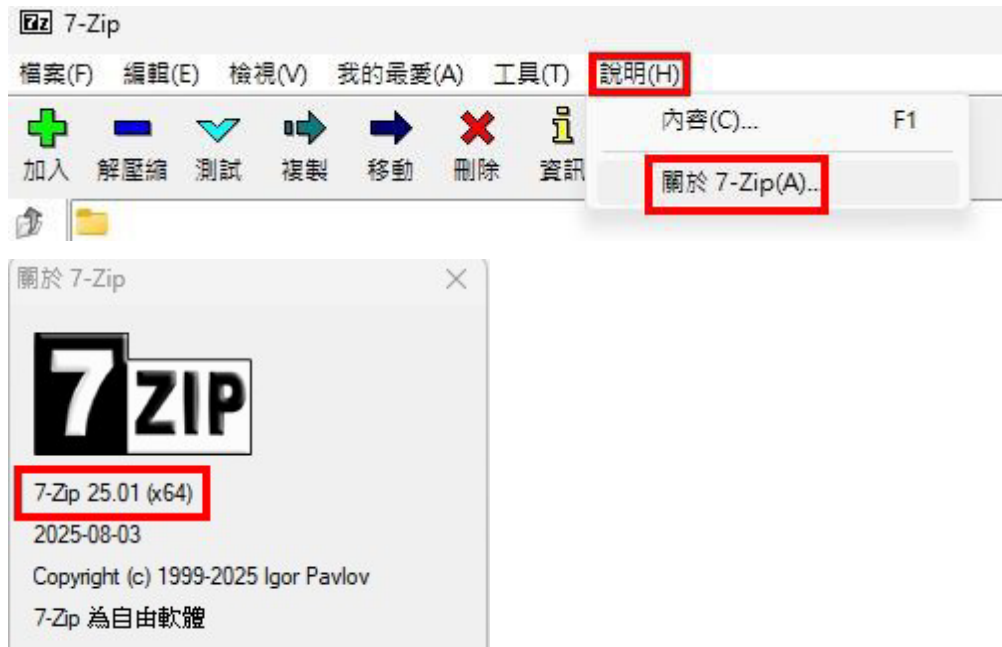 7z 7-Zip
檔案(F) 編輯(E) 檢視(V) 我的最愛(A) 工具(T) 說明(H)
內容(C)... F1
加入 解壓縮 測試 複製 移動 刪除 資訊
關於 7-Zip(A)...
關於 7-Zip
7 ZIP
7-Zip 25.01 (x64)
2025-08-03
Copyright (c) 1999-2025 Igor Pavlov
7-Zip 為自由軟體